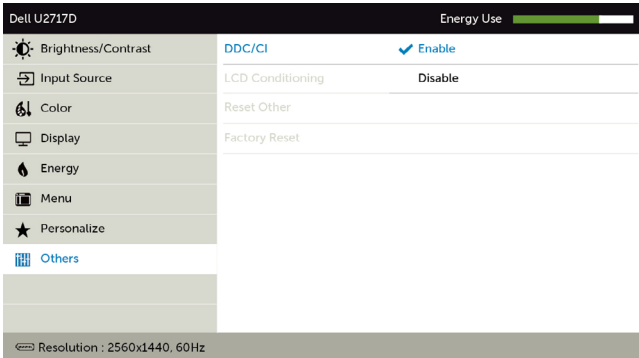 Dell U2717D Energy Use
Brightness/Contrast DDC/CI Enable
Input Source LCD Conditioning Disable
Color Reset Other
Display Factory Reset
Energy
Menu
Personalize
Others
Resolution : 2560x1440, 60Hz